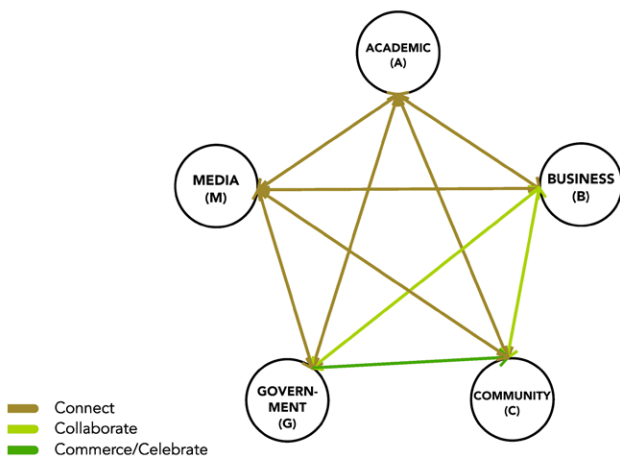 ACADEMIC
(A)
MEDIA
(M)
BUSINESS
(B)
GOVERN-
MENT
(G)
COMMUNITY
(C)
Connect
Collaborate
Commerce/Celebrate